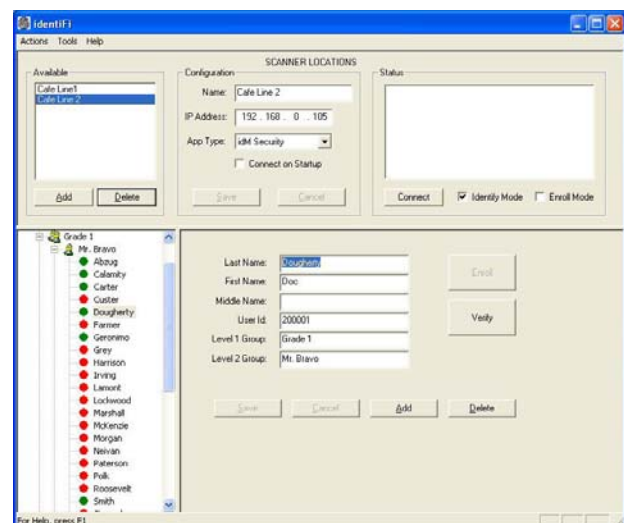 identiFi
Actions Tools Help
SCANNER LOCATIONS
Available
Cafe Line1
Cafe Line 2
Add
Delete
Configuration
Name: Cafe Line 2
IP Address: 192 . 168 . 0 . 105
App Type: idM Security
Connect on Startup
Save
Cancel
Status
Connect
Identify Mode
Enroll Mode
Grade 1
Mr. Bravo
Abzug
Calamity
Carter
Custer
Dougherty
Farmer
Geronimo
Grey
Harrison
Irving
Lamont
Lockwood
Marshall
McKenzie
Morgan
Neivan
Paterson
Polk
Roosevelt
Smith
Last Name: Dougherty
First Name: Doc
Middle Name:
User Id: 200001
Level 1 Group: Grade 1
Level 2 Group: Mr. Bravo
Enroll
Verify
Save
Cancel
Add
Delete
For Help, press F1